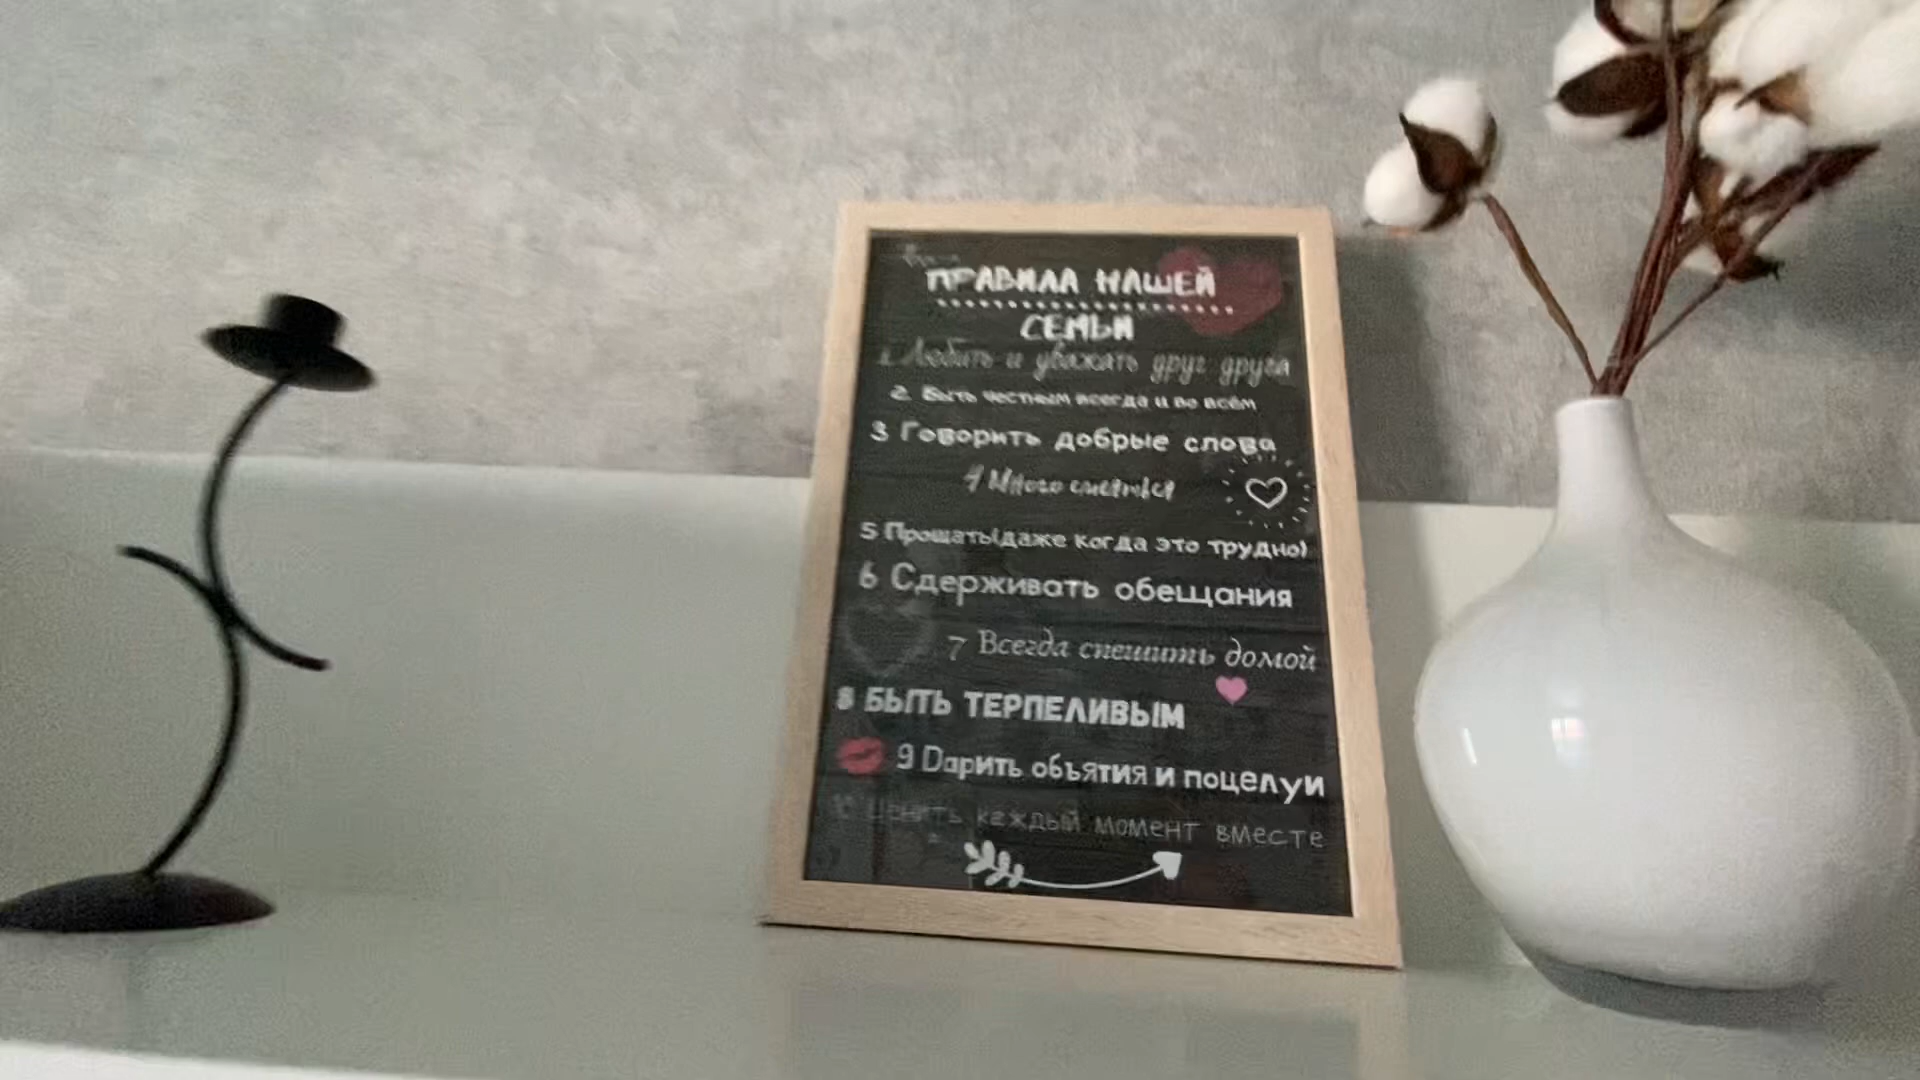 ПРАВИЛА НАШЕЙ
СЕМЬИ
1 Любить и уважать друг друга
2. Быть честным всегда и во всём
3 Говорить добрые слова
4 Много смеяться
5 Прощать(даже когда это трудно)
6 Сдерживать обещания
7 Всегда спешить домой
8 БЫТЬ ТЕРПЕЛИВЫМ
9 Дарить объятия и поцелуи
10 Ценить каждый момент вместе